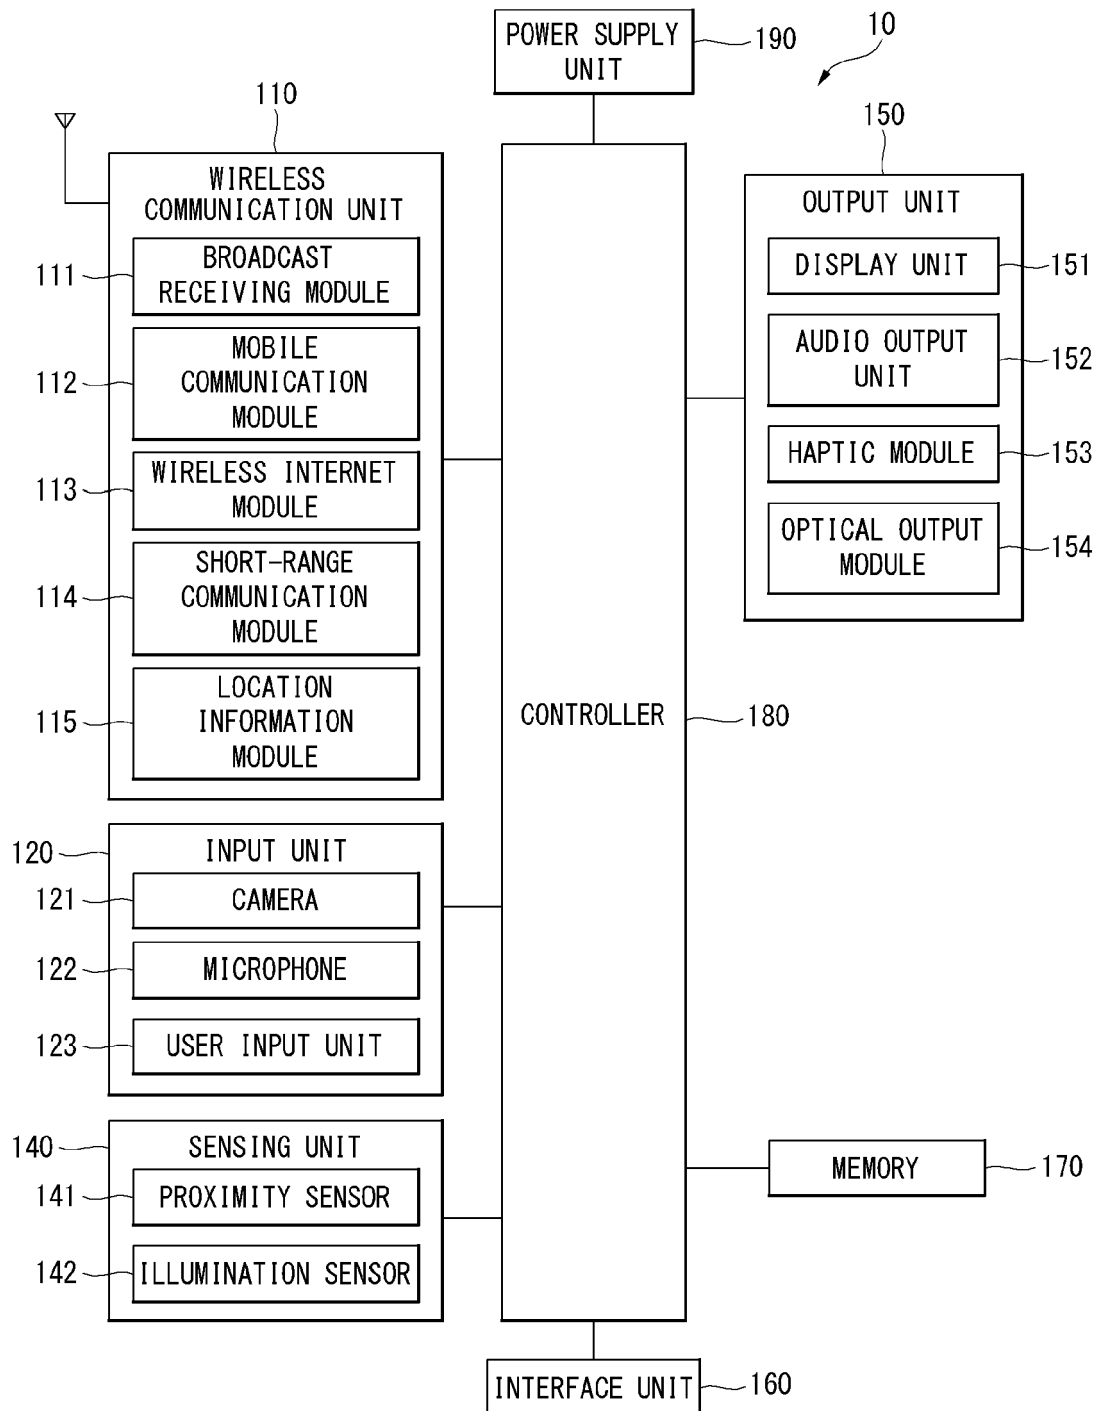 POWER SUPPLY
UNIT
190
10
110
WIRELESS
COMMUNICATION UNIT
111
BROADCAST
RECEIVING MODULE
112
MOBILE
COMMUNICATION
MODULE
113
WIRELESS INTERNET
MODULE
114
SHORT-RANGE
COMMUNICATION
MODULE
115
LOCATION
INFORMATION
MODULE
120
INPUT UNIT
121
CAMERA
122
MICROPHONE
123
USER INPUT UNIT
140
SENSING UNIT
141
PROXIMITY SENSOR
142
ILLUMINATION SENSOR
CONTROLLER
180
150
OUTPUT UNIT
DISPLAY UNIT
151
AUDIO OUTPUT
UNIT
152
HAPTIC MODULE
153
OPTICAL OUTPUT
MODULE
154
MEMORY
170
INTERFACE UNIT
160